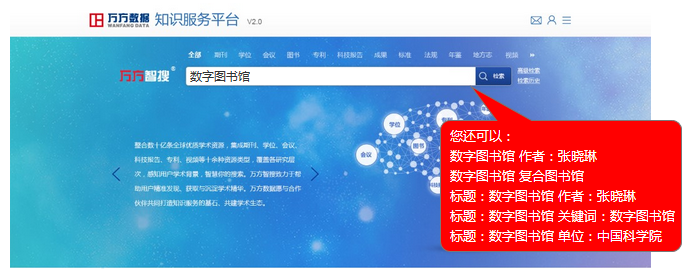 万方数据
WANFANG DATA
知识服务平台 V2.0
全部 期刊 学位 会议 图书 专利 科技报告 成果 标准 法规 年鉴 地方志 视频
万方智搜®
数字图书馆
检索
高级检索
检索历史
整合数十亿条全球优质学术资源，集成期刊、学位、会议、
科技报告、专利、视频等十余种资源类型，覆盖各研究层
次，感知用户学术背景，智慧你的搜索。万方智搜致力于帮
助用户精准发现、获取与沉淀学术精华。万方数据愿与合作
伙伴共同打造知识服务的基石、共建学术生态。
学位
会议
图书
您还可以：
数字图书馆 作者：张晓琳
数字图书馆 复合图书馆
标题：数字图书馆 作者：张晓琳
标题：数字图书馆 关键词：数字图书馆
标题：数字图书馆 单位：中国科学院